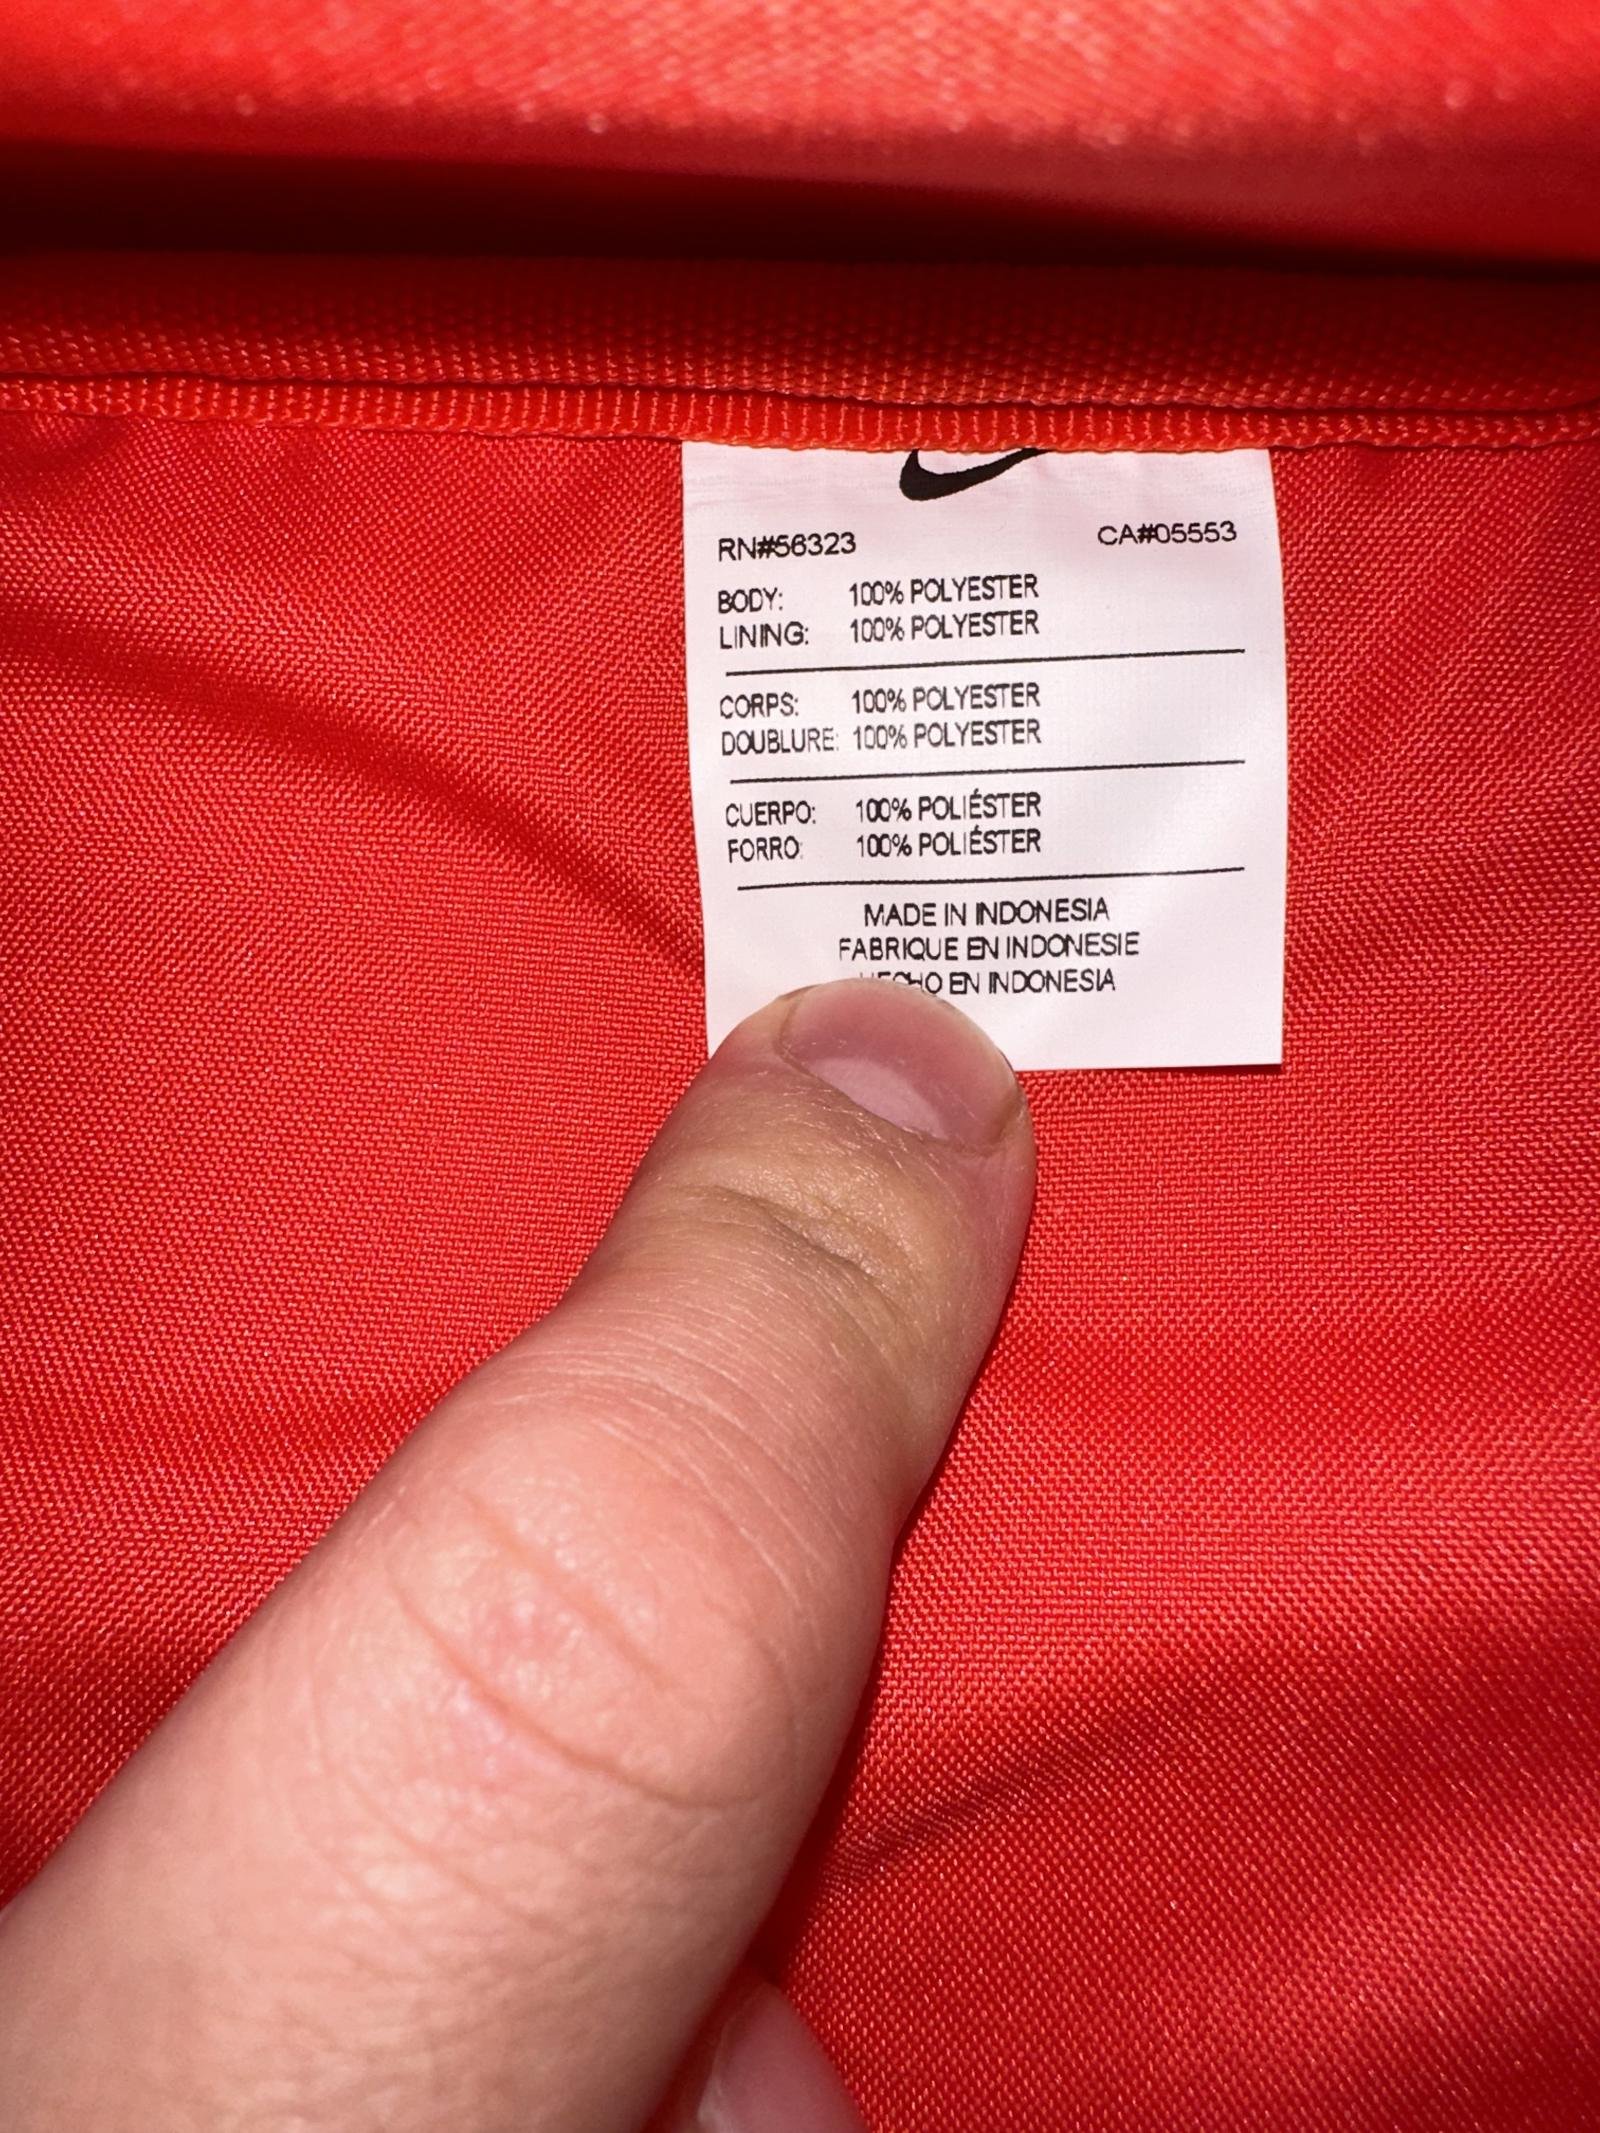 RN#56323 CA#05553
BODY: 100% POLYESTER
LINING: 100% POLYESTER
CORPS: 100% POLYESTER
DOUBLURE: 100% POLYESTER
CUERPO: 100% POLIÉSTER
FORRO: 100% POLIÉSTER
MADE IN INDONESIA
FABRIQUE EN INDONESIE
HECHO EN INDONESIA